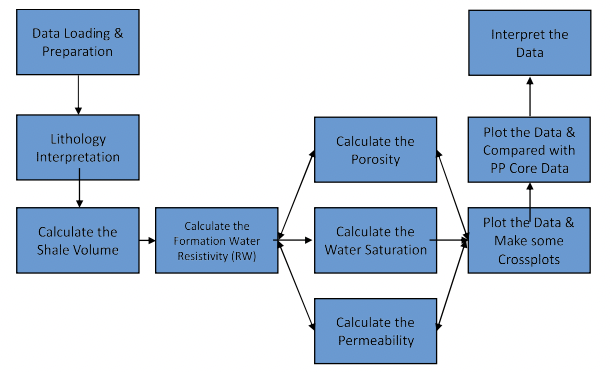 Data Loading &
Preparation
Lithology
Interpretation
Calculate the
Shale Volume
Calculate the
Formation Water
Resistivity (RW)
Calculate the
Porosity
Calculate the
Water Saturation
Calculate the
Permeability
Plot the Data &
Make some
Crossplots
Plot the Data &
Compared with
PP Core Data
Interpret the
Data